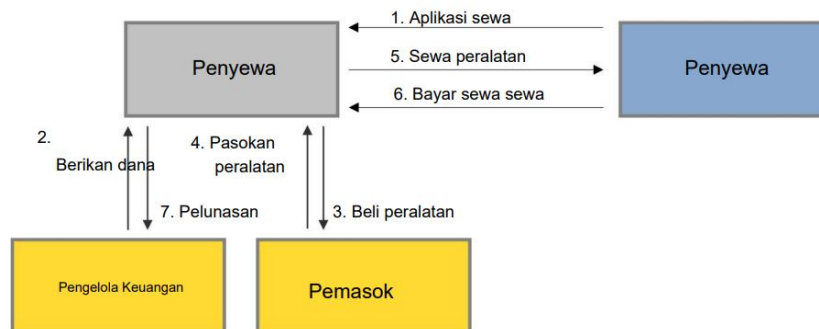 1. Aplikasi sewa
Penyewa
5. Sewa peralatan
Penyewa
6. Bayar sewa sewa
2.
Berikan dana
4. Pasokan
peralatan
7. Pelunasan
3. Beli peralatan
Pengelola Keuangan
Pemasok